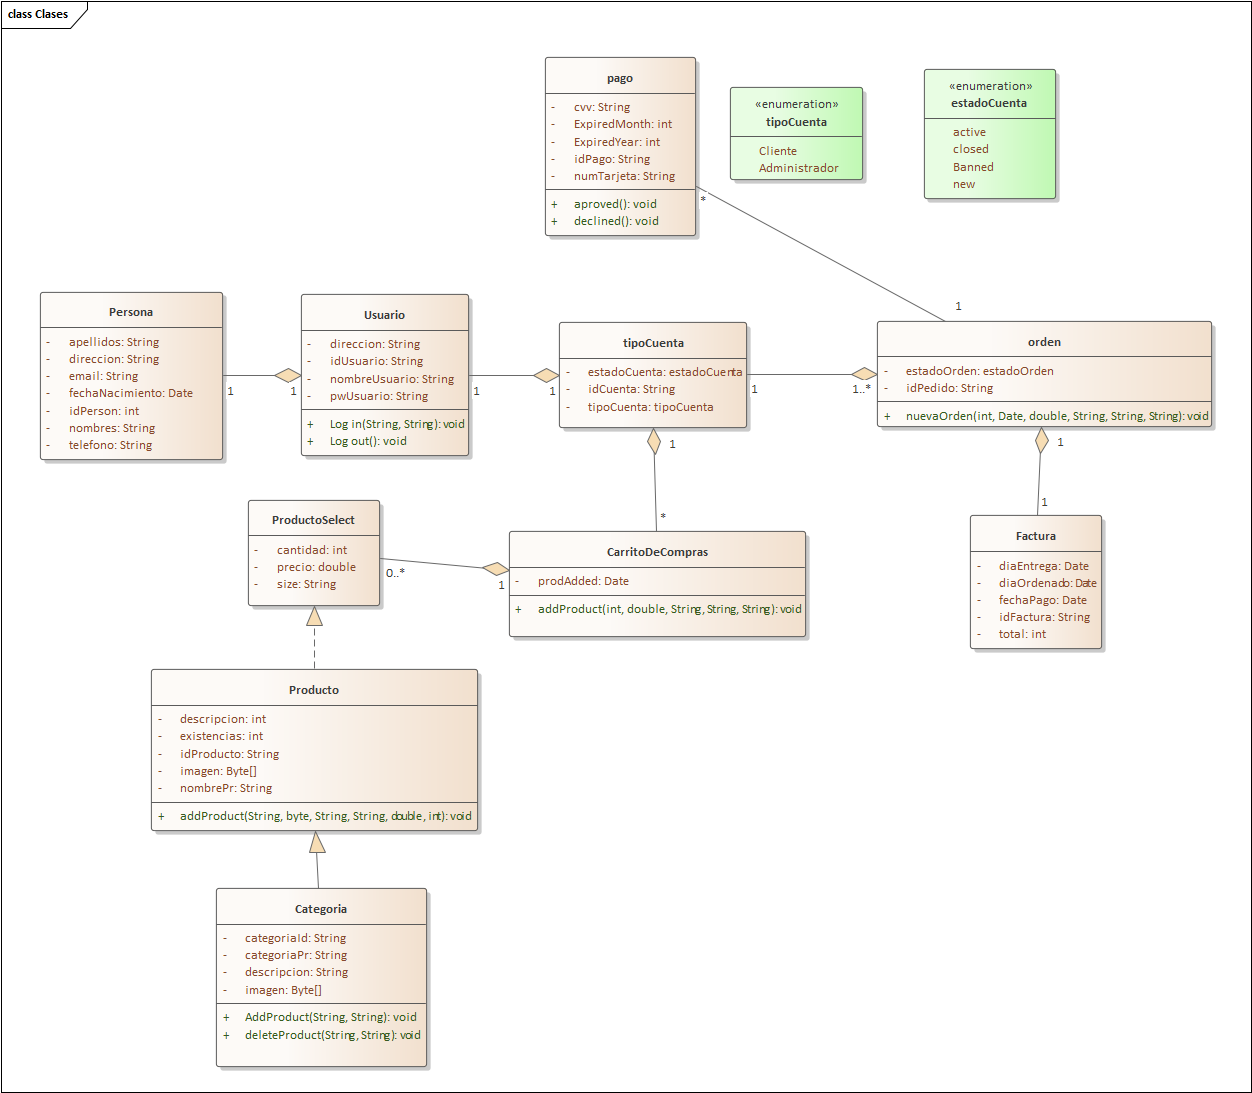 class Clases
pago
- cvv: String
- ExpiredMonth: int
- ExpiredYear: int
- idPago: String
- numTarjeta: String
+ aproved(): void
+ declined(): void
«enumeration»
tipoCuenta
Cliente
Administrador
«enumeration»
estadoCuenta
active
closed
Banned
new
*
1
Persona
- apellidos: String
- direccion: String
- email: String
- fechaNacimiento: Date
- idPerson: int
- nombres: String
- telefono: String
1
1
Usuario
- direccion: String
- idUsuario: String
- nombreUsuario: String
- pwUsuario: String
+ Log in(String, String): void
+ Log out(): void
1
1
tipoCuenta
- estadoCuenta: estadoCuenta
- idCuenta: String
- tipoCuenta: tipoCuenta
1
1..*
orden
- estadoOrden: estadoOrden
- idPedido: String
+ nuevaOrden(int, Date, double, String, String, String): void
1
*
1
1
ProductoSelect
- cantidad: int
- precio: double
- size: String
0..*
1
CarritoDeCompras
- prodAdded: Date
+ addProduct(int, double, String, String, String): void
Factura
- diaEntrega: Date
- diaOrdenado: Date
- fechaPago: Date
- idFactura: String
- total: int
Producto
- descripcion: int
- existencias: int
- idProducto: String
- imagen: Byte[]
- nombrePr: String
+ addProduct(String, byte, String, String, double, int): void
Categoria
- categoriaId: String
- categoriaPr: String
- descripcion: String
- imagen: Byte[]
+ AddProduct(String, String): void
+ deleteProduct(String, String): void